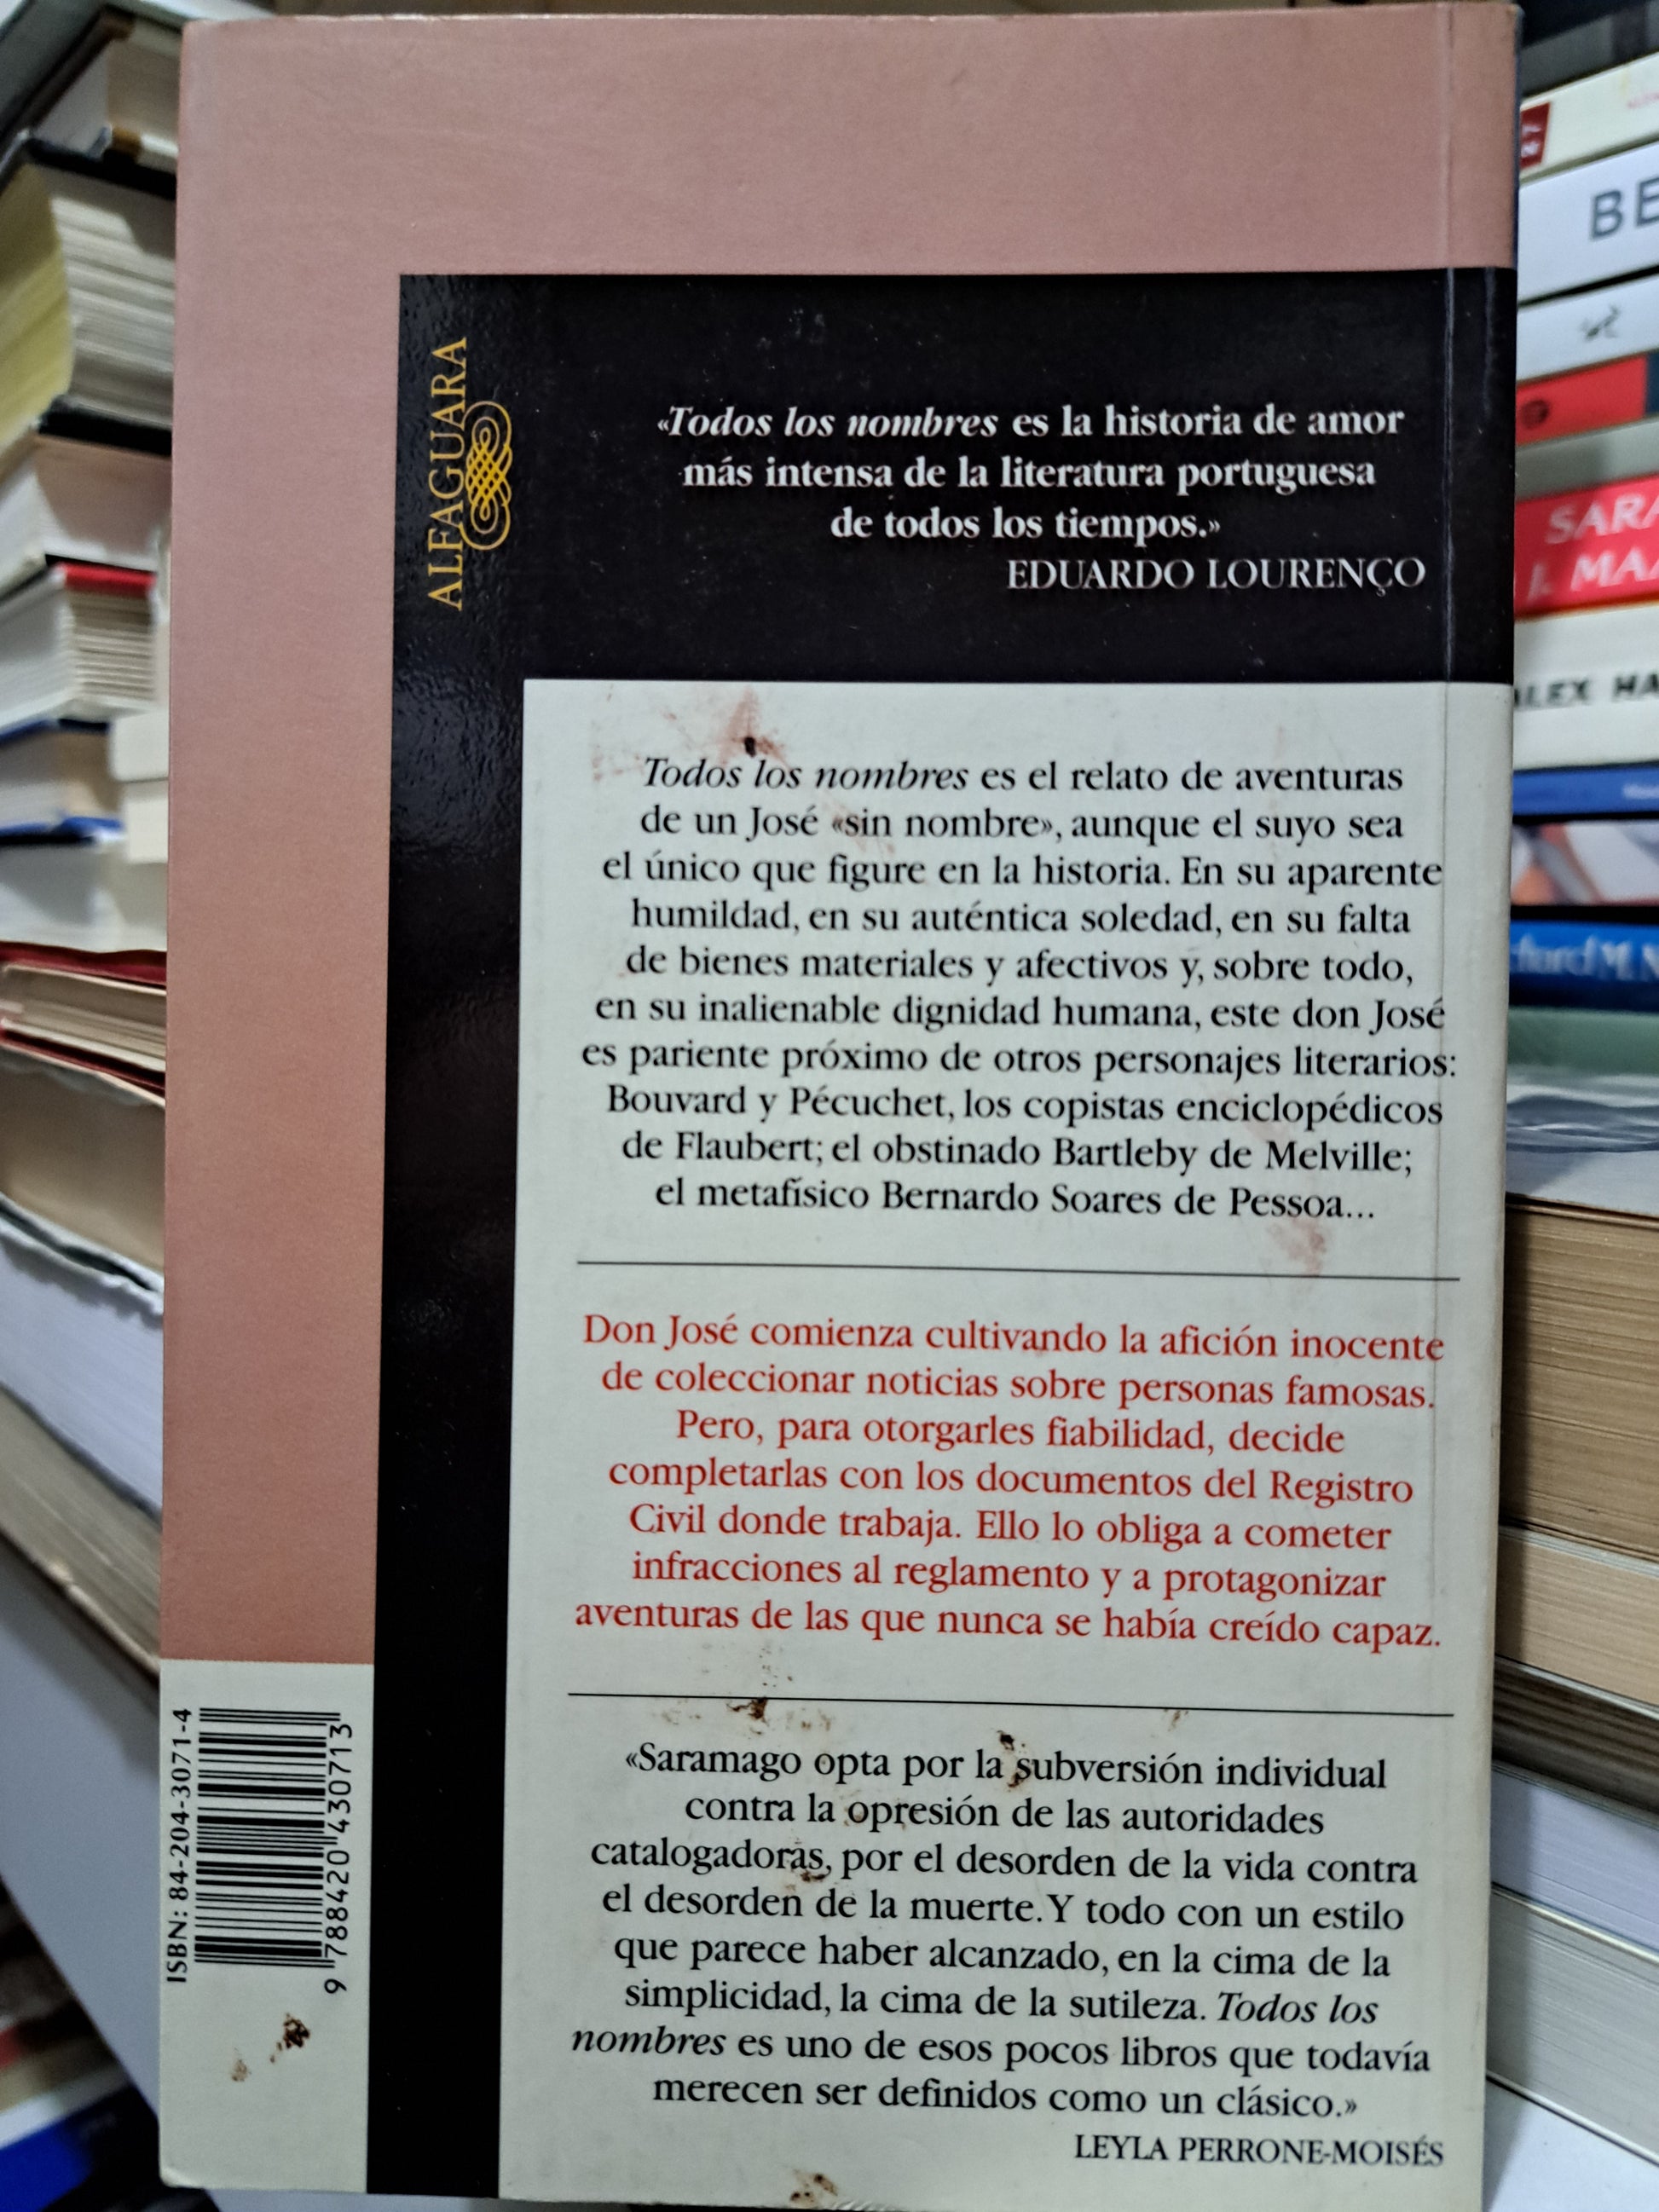 ALFAGUARA
«Todos los nombres es la historia de amor
más intensa de la literatura portuguesa
de todos los tiempos.»
EDUARDO LOURENÇO
Todos los nombres es el relato de aventuras
de un José «sin nombre», aunque el suyo sea
el único que figure en la historia. En su aparente
humildad, en su auténtica soledad, en su falta
de bienes materiales y afectivos y, sobre todo,
en su inalienable dignidad humana, este don José
es pariente próximo de otros personajes literarios:
Bouvard y Pécuchet, los copistas enciclopédicos
de Flaubert; el obstinado Bartleby de Melville;
el metafísico Bernardo Soares de Pessoa...
Don José comienza cultivando la afición inocente
de coleccionar noticias sobre personas famosas.
Pero, para otorgarles fiabilidad, decide
completarlas con los documentos del Registro
Civil donde trabaja. Ello lo obliga a cometer
infracciones al reglamento y a protagonizar
aventuras de las que nunca se había creído capaz.
«Saramago opta por la subversión individual
contra la opresión de las autoridades
catalogadoras, por el desorden de la vida contra
el desorden de la muerte. Y todo con un estilo
que parece haber alcanzado, en la cima de la
simplicidad, la cima de la sutileza. Todos los
nombres es uno de esos pocos libros que todavía
merecen ser definidos como un clásico.»
LEYLA PERRONE-MOISÉS
ISBN: 84-204-3071-4
9 788420 430713
BE
SARA
J. MA
ALEX HA